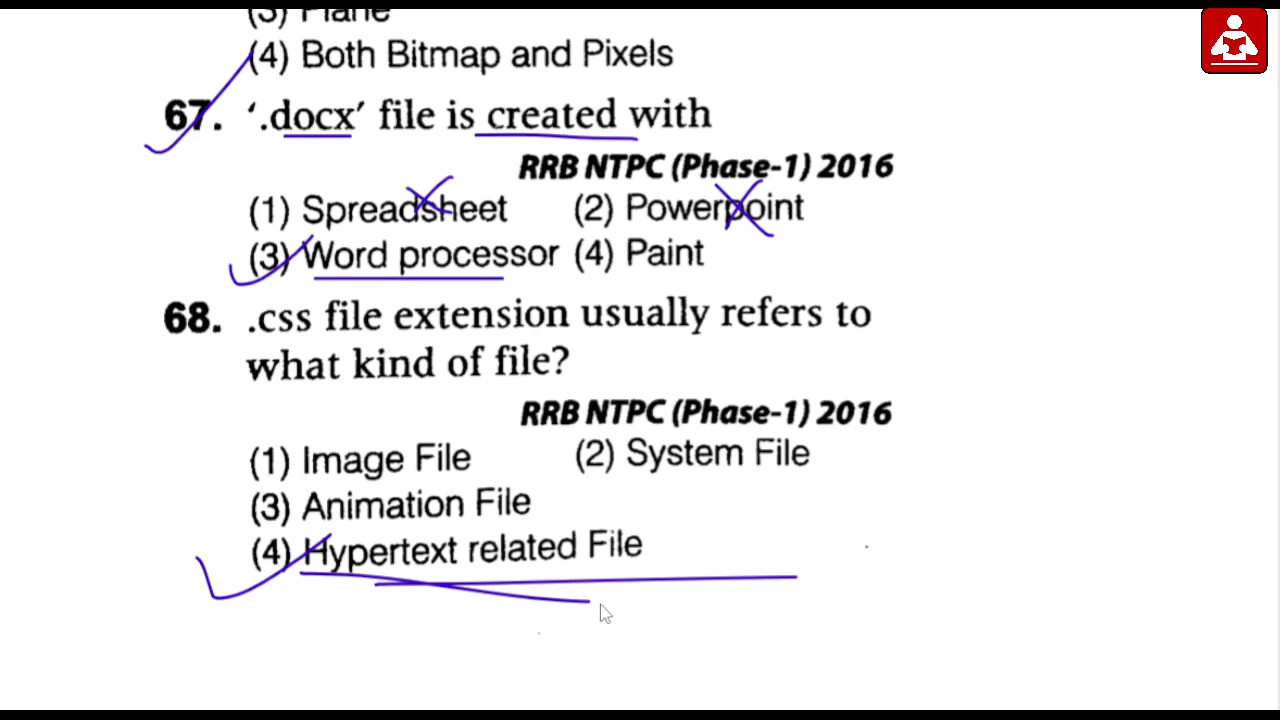 (3) Plane
(4) Both Bitmap and Pixels
67. ‘.docx’ file is created with
RRB NTPC (Phase-1) 2016
(1) Spreadsheet (2) Powerpoint
(3) Word processor (4) Paint
68. .css file extension usually refers to
what kind of file?
RRB NTPC (Phase-1) 2016
(1) Image File (2) System File
(3) Animation File
(4) Hypertext related File